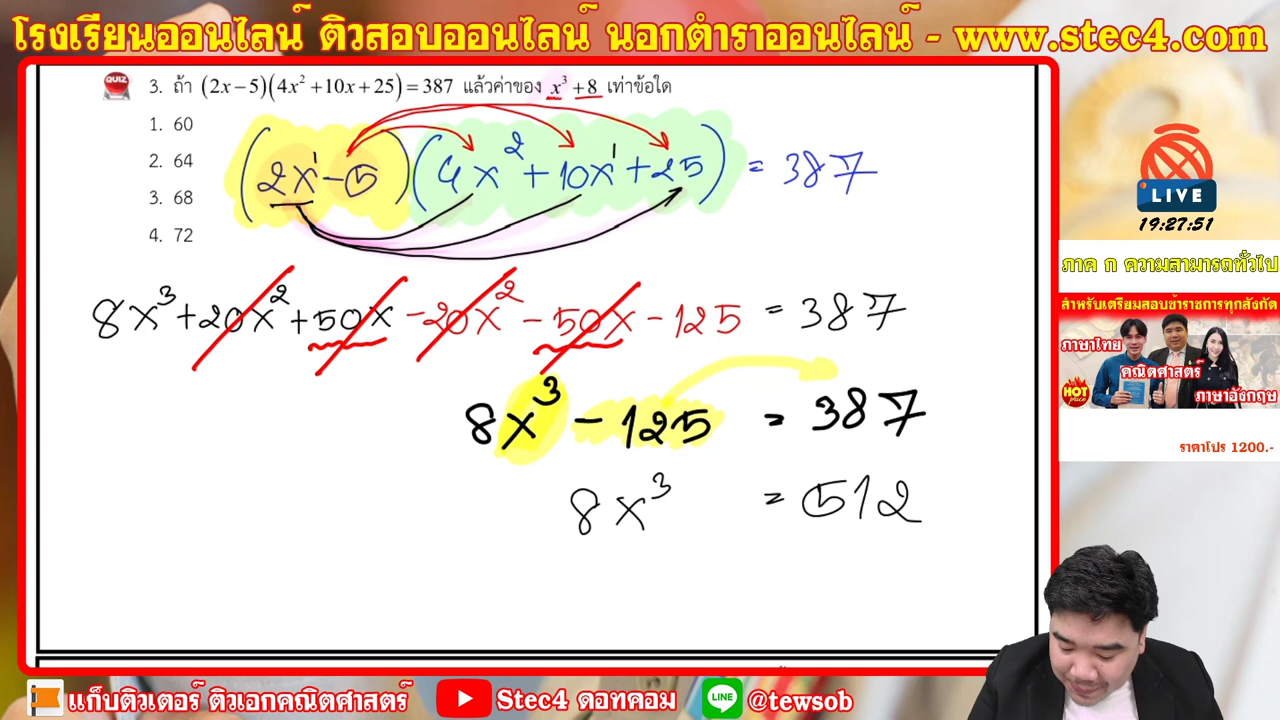 โรงเรียนออนไลน์ ติวสอบออนไลน์ นอกตำราออนไลน์ - www.stec4.com
QUIZ
3. ถ้า (2x−5)(4x²+10x+25)=387 แล้วค่าของ x³+8 เท่าข้อใด
1. 60
2. 64
3. 68
4. 72
(2x¹−5)(4x²+10x¹+25) = 387
8x³+20x²+50x −20x²−50x−125 = 387
8x³ −125 = 387
8x³ = 512
LIVE
19:27:51
ภาค ก ความสามารถทั่วไป
สำหรับเตรียมสอบข้าราชการทุกสังกัด
ภาษาไทย
คณิตศาสตร์
ภาษาอังกฤษ
HOT
price
ราคาโปร 1200.-
แก็บติวเตอร์ ติวเอกคณิตศาสตร์
Stec4 ดอทคอม
LINE
@tewsob